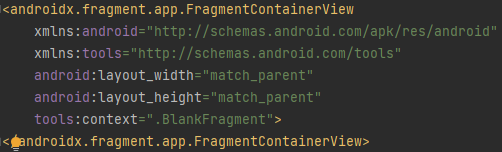 <androidx.fragment.app.FragmentContainerView
    xmlns:android="http://schemas.android.com/apk/res/android"
    xmlns:tools="http://schemas.android.com/tools"
    android:layout_width="match_parent"
    android:layout_height="match_parent"
    tools:context=".BlankFragment">
</androidx.fragment.app.FragmentContainerView>